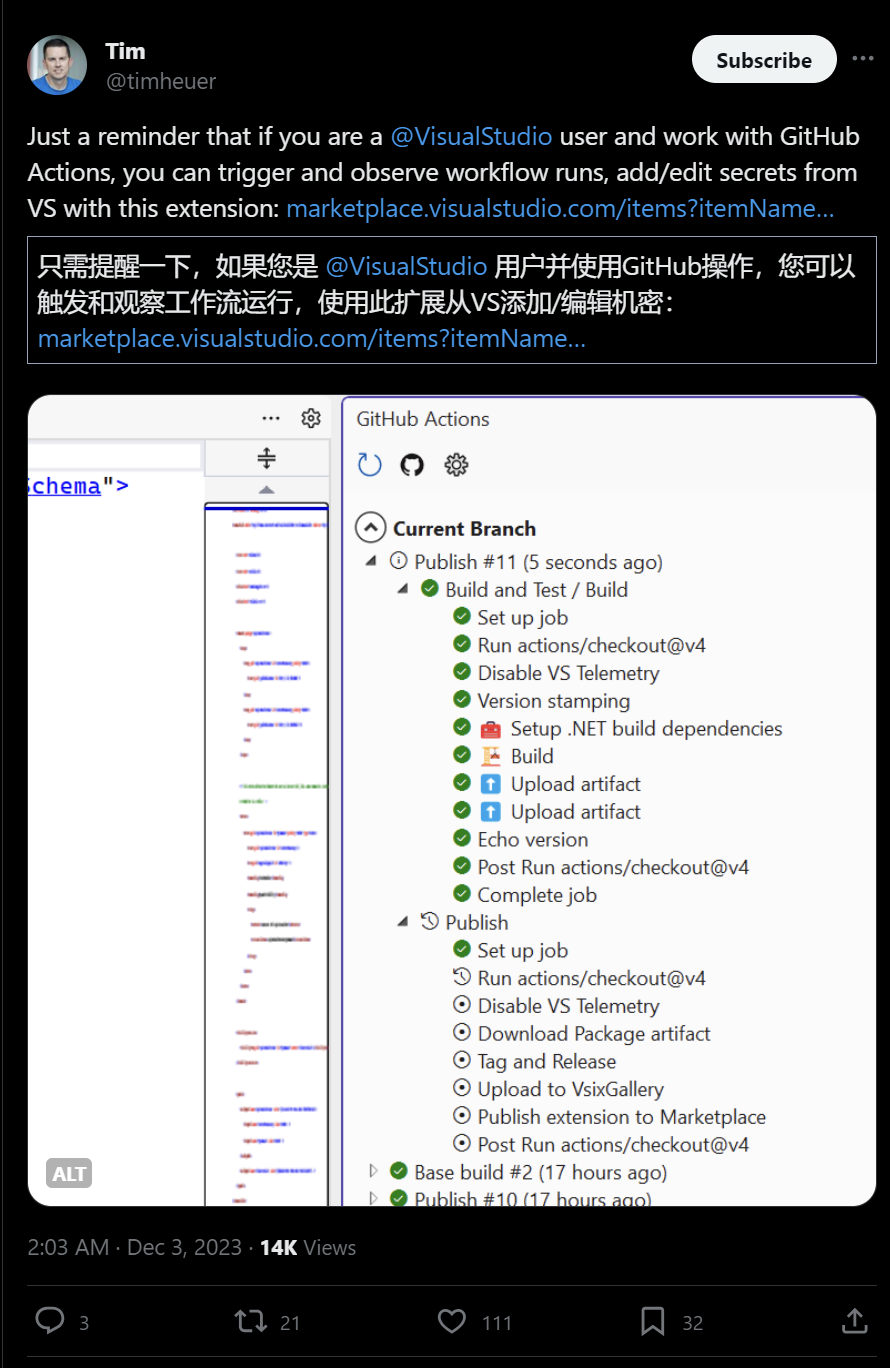 Tim
@timheuer
Subscribe
Just a reminder that if you are a @VisualStudio user and work with GitHub
Actions, you can trigger and observe workflow runs, add/edit secrets from
VS with this extension: marketplace.visualstudio.com/items?itemName…
只需提醒一下，如果您是 @VisualStudio 用户并使用GitHub操作，您可以
触发和观察工作流运行，使用此扩展从VS添加/编辑机密：
marketplace.visualstudio.com/items?itemName…
Schema">
GitHub Actions
Current Branch
Publish #11 (5 seconds ago)
Build and Test / Build
Set up job
Run actions/checkout@v4
Disable VS Telemetry
Version stamping
Setup .NET build dependencies
Build
Upload artifact
Upload artifact
Echo version
Post Run actions/checkout@v4
Complete job
Publish
Set up job
Run actions/checkout@v4
Disable VS Telemetry
Download Package artifact
Tag and Release
Upload to VsixGallery
Publish extension to Marketplace
Post Run actions/checkout@v4
Base build #2 (17 hours ago)
Publish #10 (17 hours ago)
ALT
2:03 AM · Dec 3, 2023 · 14K Views
3 21 111 32